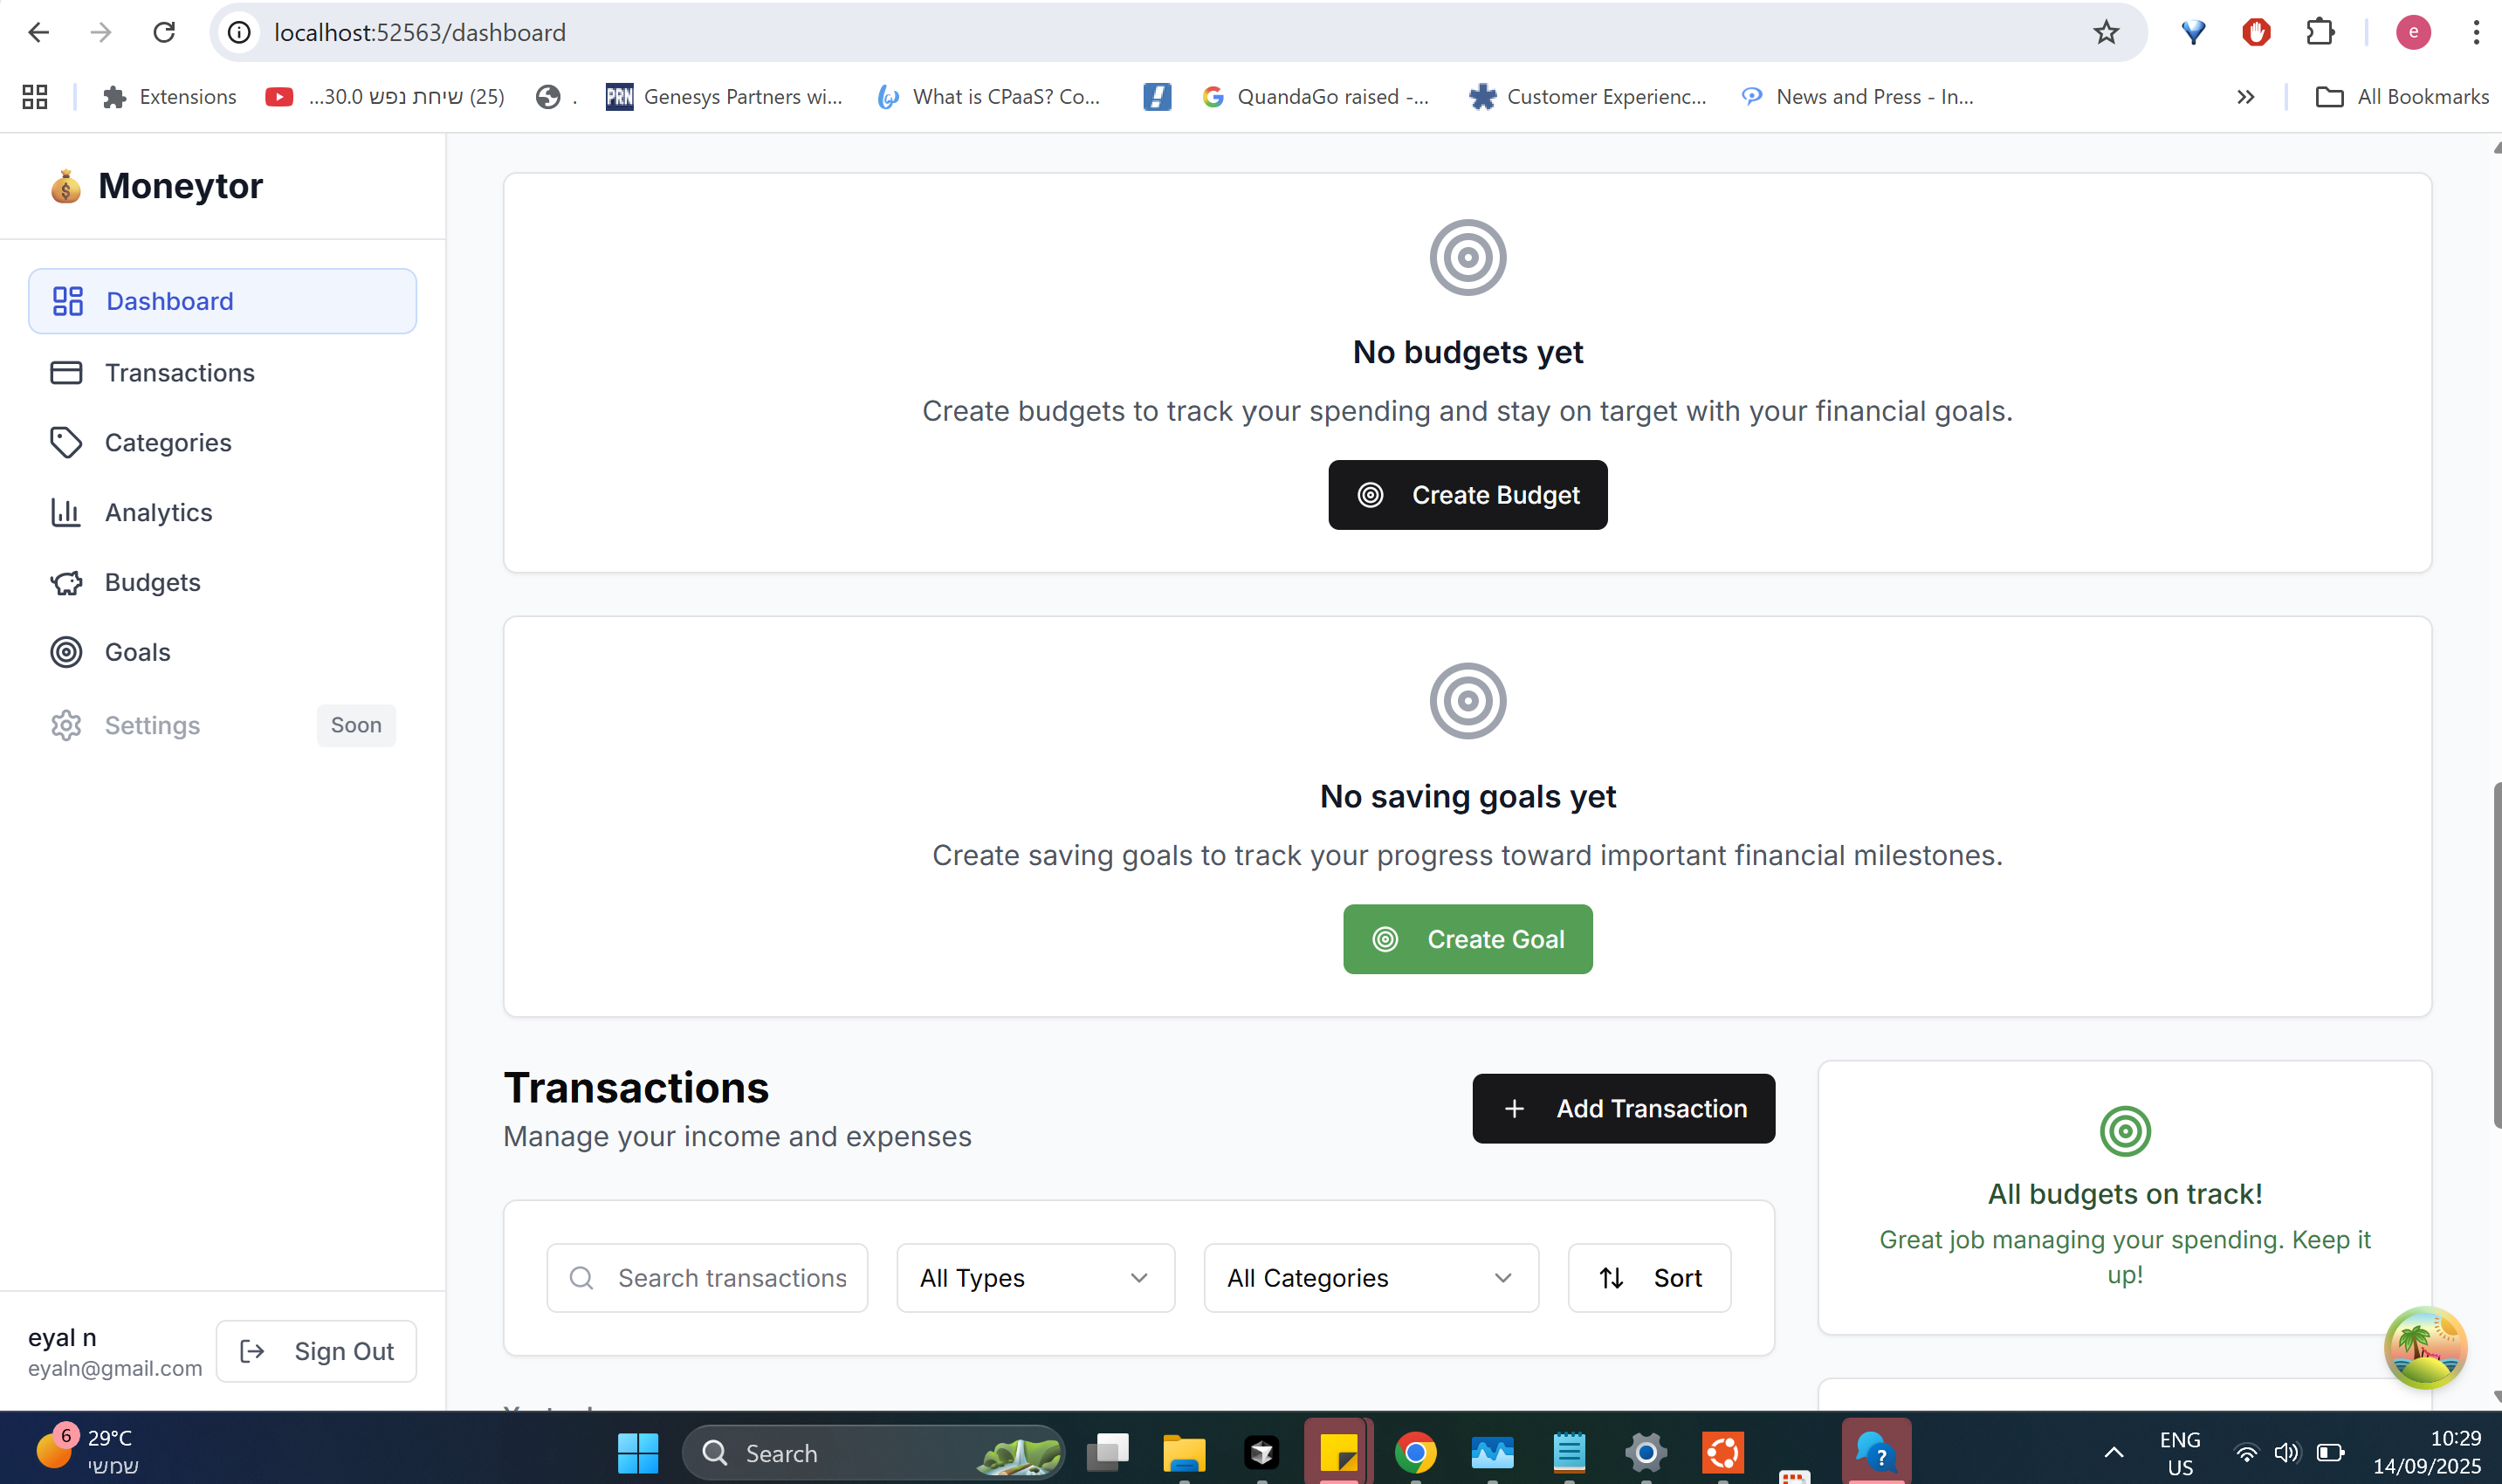 localhost:52563/dashboard
e
Extensions
...30.0 שיחת נפש (25)
.
PRN
Genesys Partners wi...
What is CPaaS? Co...
QuandaGo raised -...
Customer Experienc...
News and Press - In...
All Bookmarks
Moneytor
Dashboard
Transactions
Categories
Analytics
Budgets
Goals
Settings
Soon
eyal n
eyaln@gmail.com
Sign Out
No budgets yet
Create budgets to track your spending and stay on target with your financial goals.
Create Budget
No saving goals yet
Create saving goals to track your progress toward important financial milestones.
Create Goal
Transactions
Manage your income and expenses
Add Transaction
Search transactions
All Types
All Categories
Sort
All budgets on track!
Great job managing your spending. Keep it
up!
6
29°C
שמשי
Search
ENG
US
10:29
14/09/2025